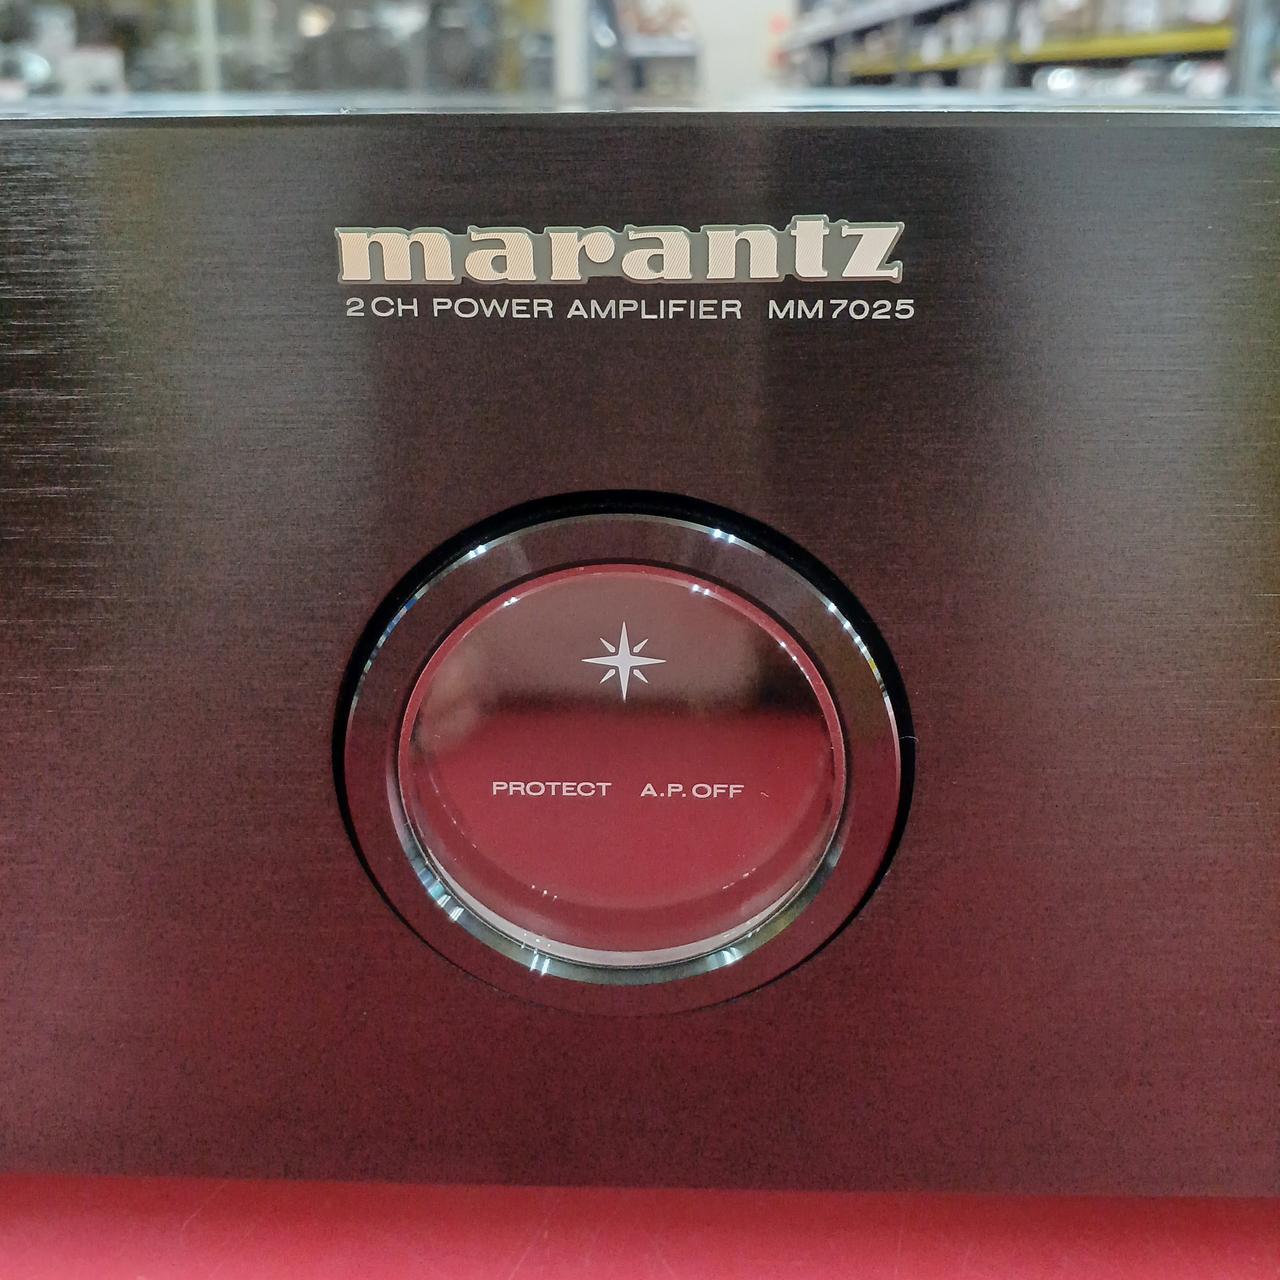 marantz
2CH POWER AMPLIFIER MM7025
PROTECT A.P. OFF